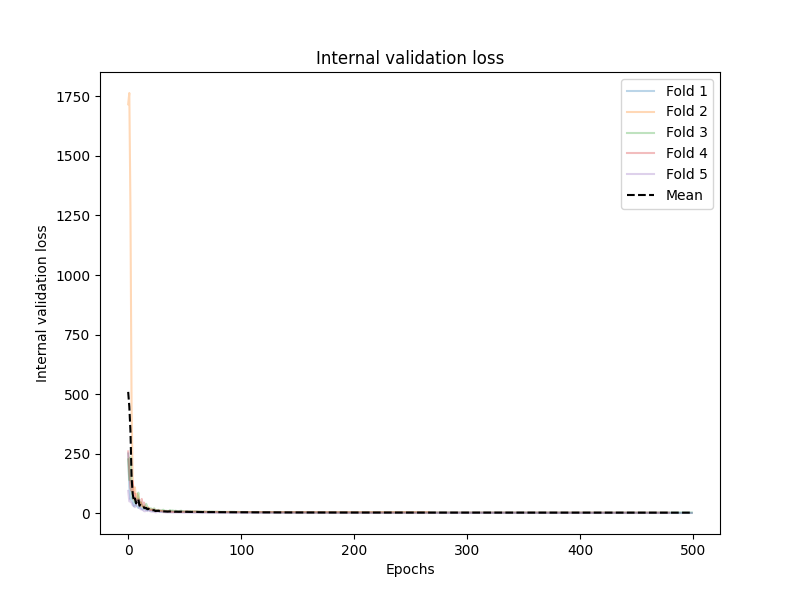 Internal validation loss
Fold 1
Fold 2
Fold 3
Fold 4
Fold 5
Mean
Internal validation loss
1750
1500
1250
1000
750
500
250
0
0 100 200 300 400 500
Epochs